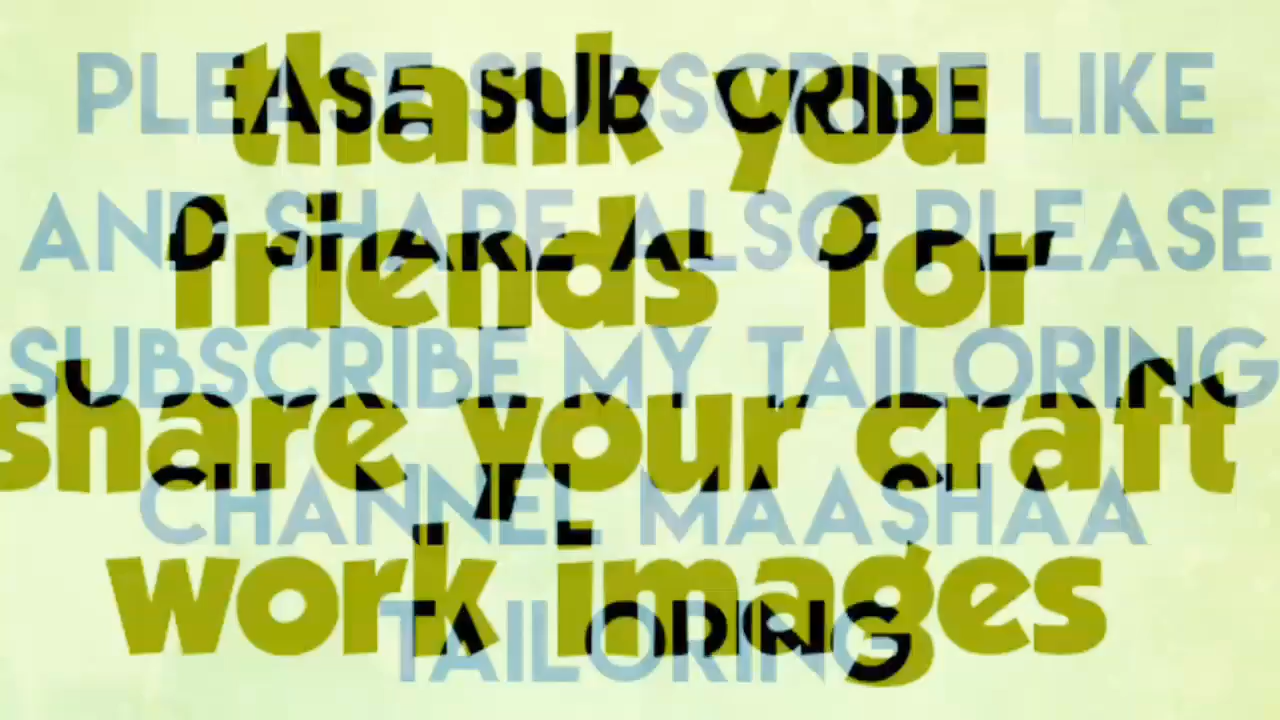 PLEASE SUBSCRIBE LIKE
AND SHARE ALSO PLEASE
SUBSCRIBE MY TAILORING
CHANNEL MAASHAA
TAILORING
thank you
friends for
share your craft
work images